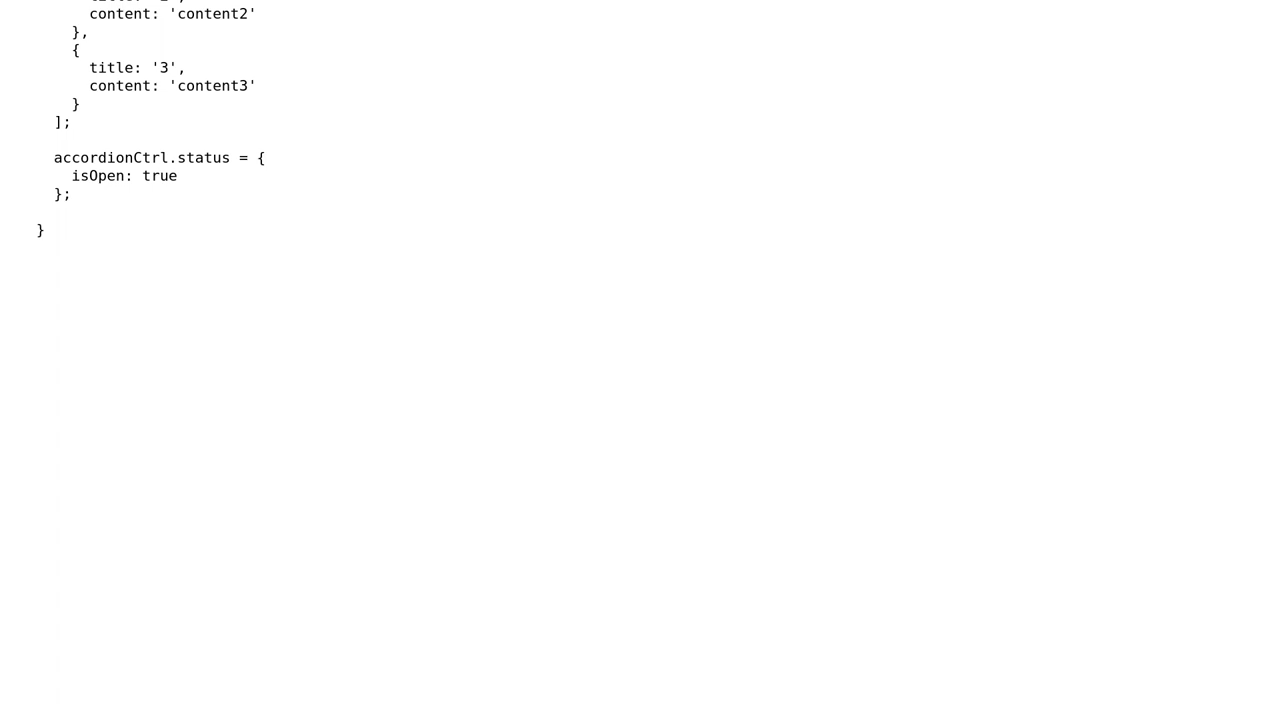 content: 'content2'
},
{
title: '3',
content: 'content3'
}
];
accordionCtrl.status = {
isOpen: true
};
}